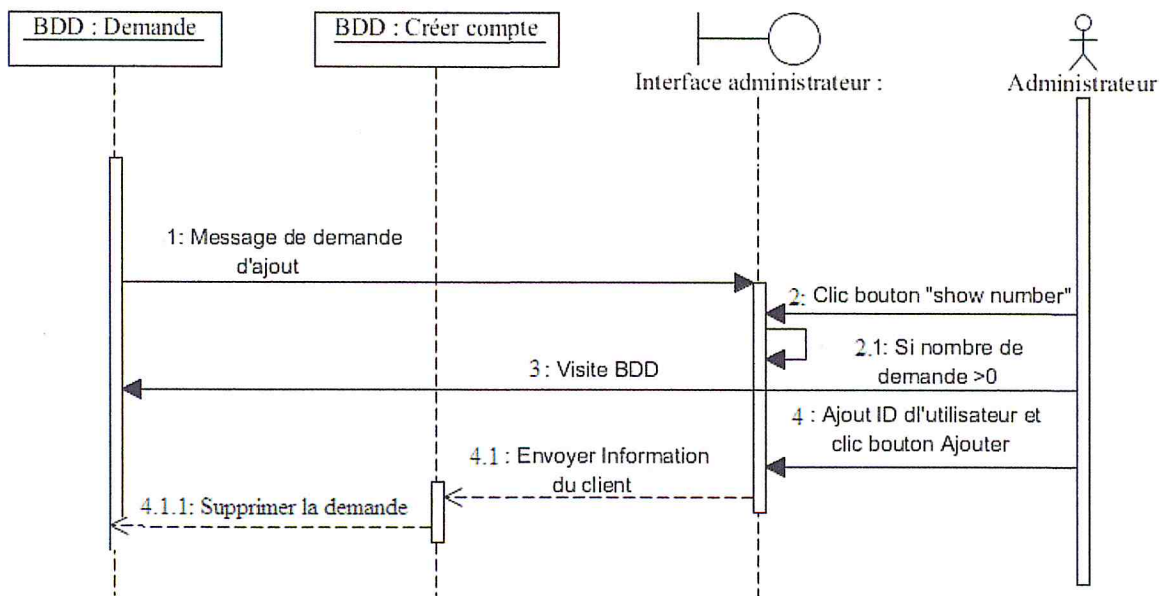 BDD : Demande
BDD : Créer compte
Interface administrateur :
Administrateur
1: Message de demande
d'ajout
2: Clic bouton "show number"
2.1: Si nombre de
demande >0
3 : Visite BDD
4 : Ajout ID dl'utilisateur et
clic bouton Ajouter
4.1 : Envoyer Information
du client
4.1.1: Supprimer la demande